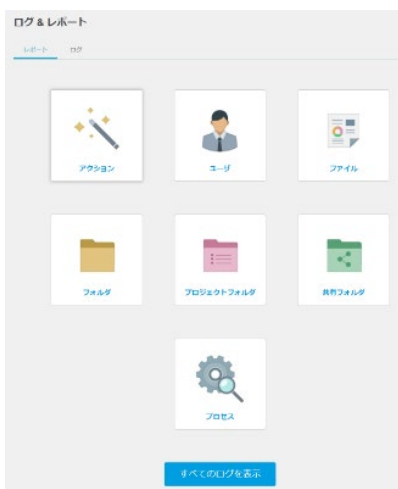 ログ & レポート
レポート ログ
アクション ユーザ ファイル
フォルダ プロジェクトフォルダ 共有フォルダ
プロセス
すべてのログを表示